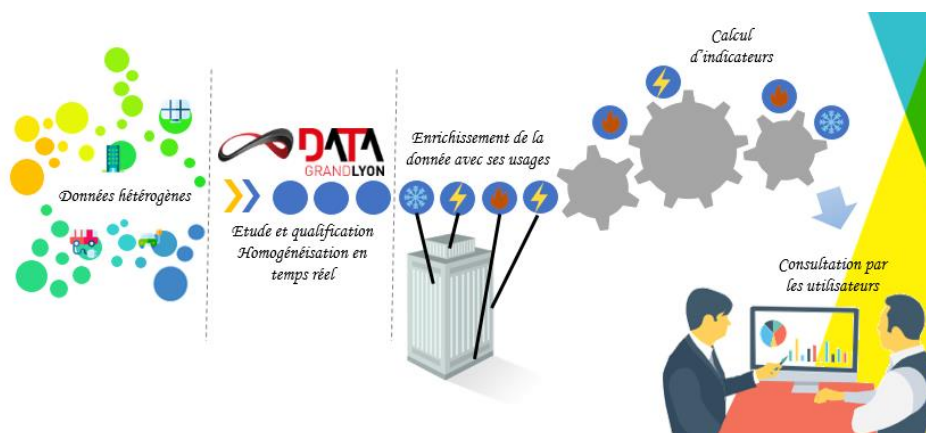 Données hétérogènes
DATA
GRANDLYON
Etude et qualification
Homogénéisation en
temps réel
Enrichissement de la
donnée avec ses usages
Calcul
d'indicateurs
Consultation par
les utilisateurs